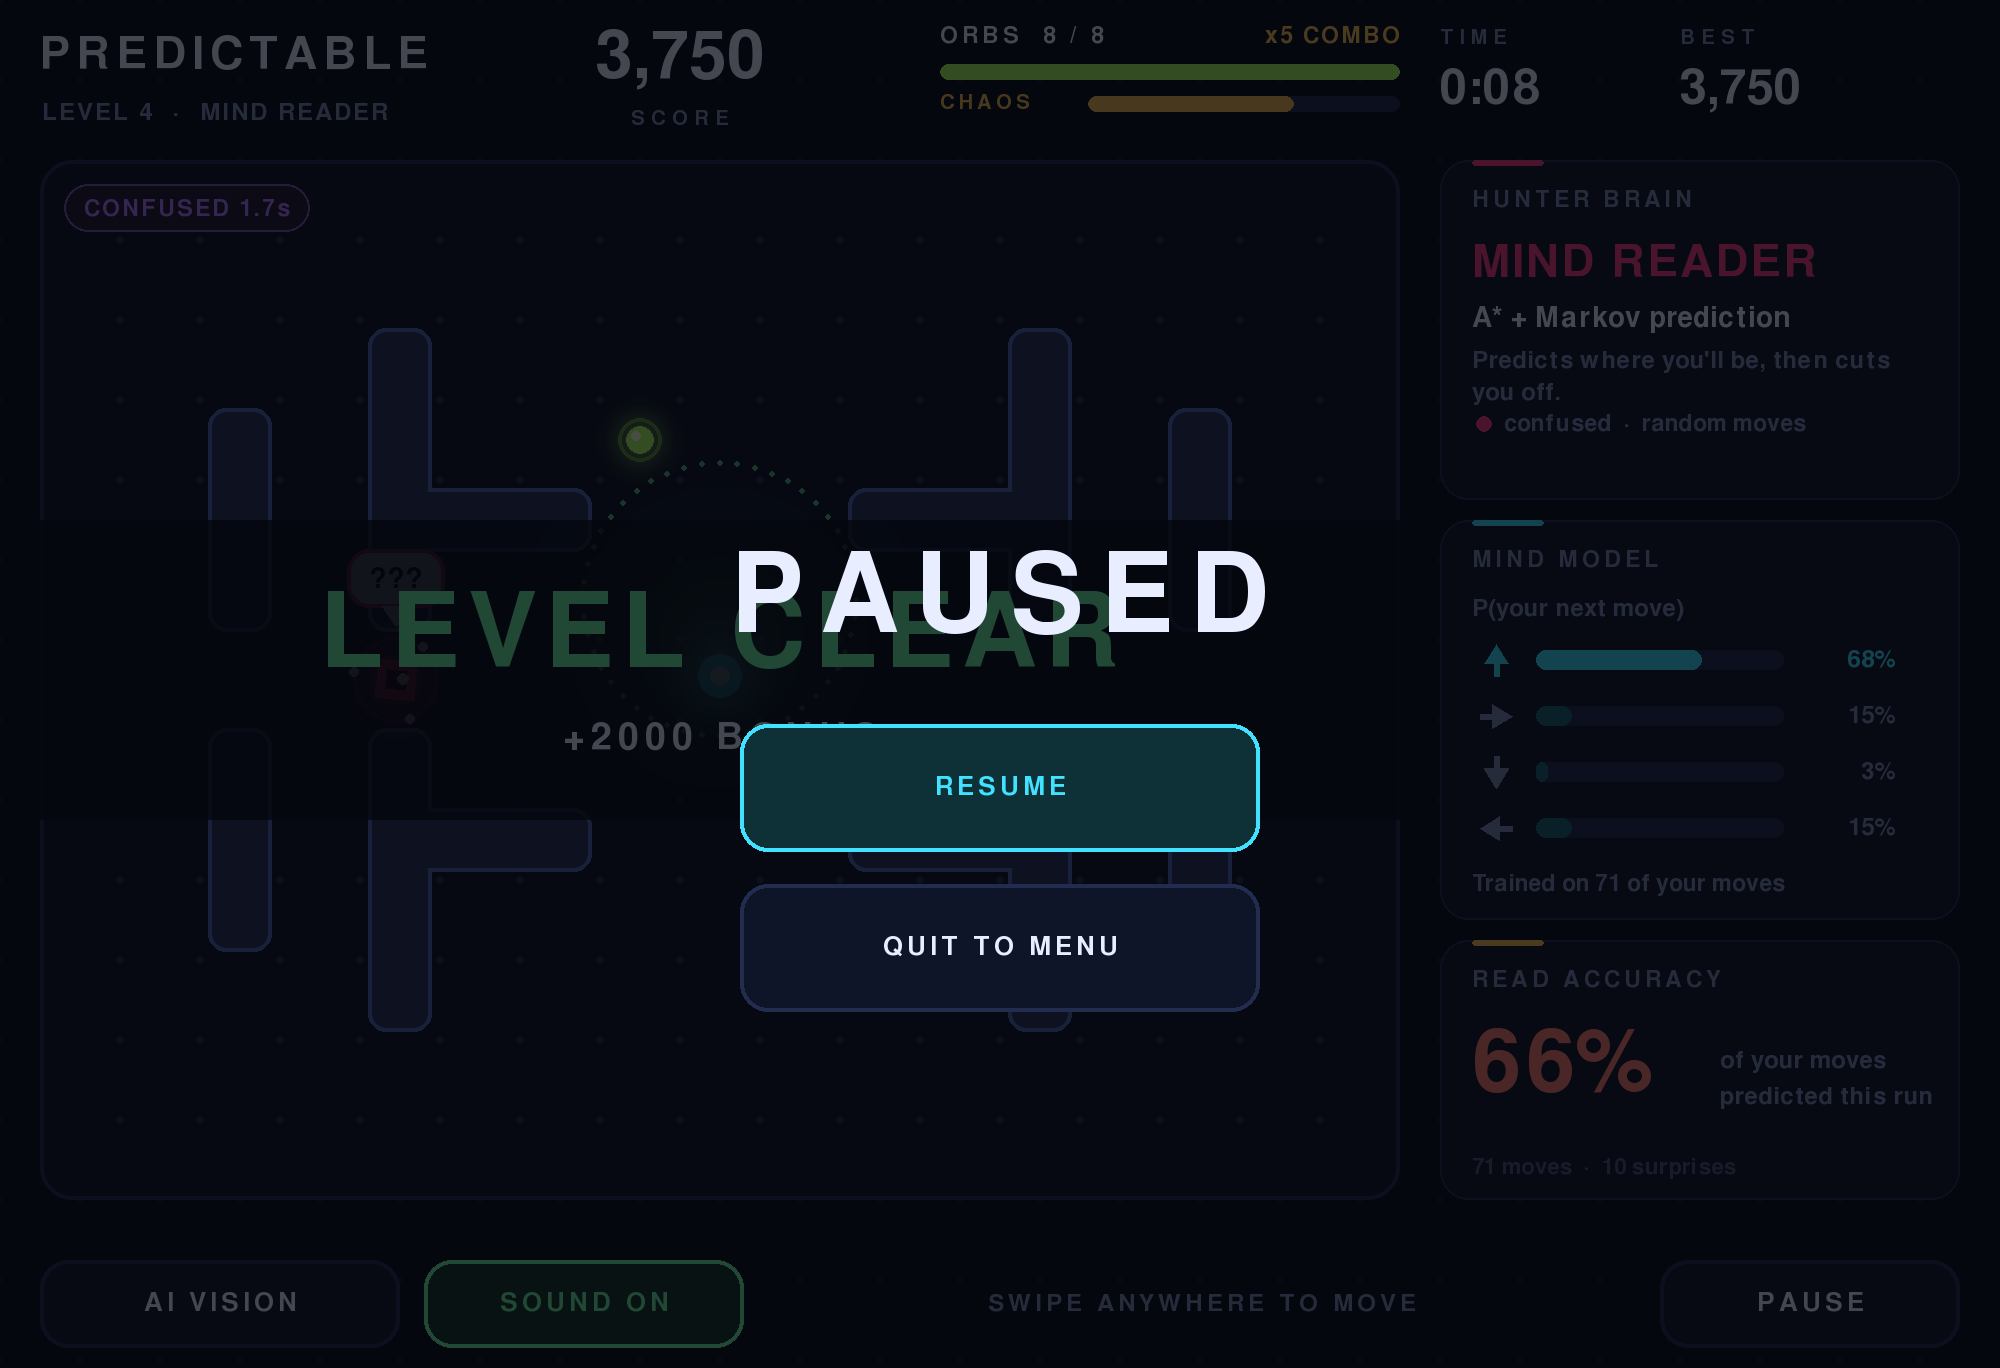 PREDICTABLE
LEVEL 4 · MIND READER
3,750
SCORE
ORBS 8 / 8
x5 COMBO
CHAOS
TIME
0:08
BEST
3,750
CONFUSED 1.7s
???
LEVEL CLEAR
+2000
PAUSED
RESUME
QUIT TO MENU
HUNTER BRAIN
MIND READER
A* + Markov prediction
Predicts where you'll be, then cuts
you off.
confused · random moves
MIND MODEL
P(your next move)
68%
15%
3%
15%
Trained on 71 of your moves
READ ACCURACY
66%
of your moves
predicted this run
71 moves · 10 surprises
AI VISION
SOUND ON
SWIPE ANYWHERE TO MOVE
PAUSE